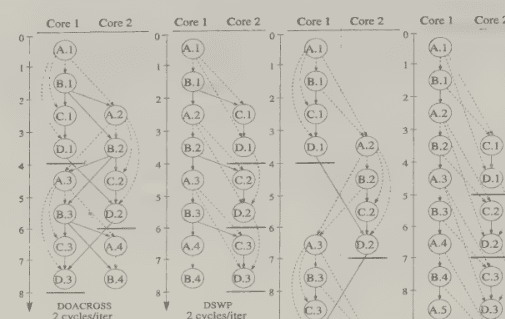 Core 1 Core 2 Core 1 Core 2 Core 1 Core 2 Core 1 Core 2
0 0 0 0
A.1 A.1 A.1 A.1
1 1 1 1
B.1 B.1 B.1 B.1
2 2 2 2
C.1 A.2 A.2 C.1 C.1 A.2
3 3 3 3
D.1 B.2 B.2 D.1 D.1 A.2 B.2 C.1
4 4 4 4
A.3 C.2 A.3 C.2 B.2 A.3 D.1
5 5 5 5
B.3 D.2 B.3 D.2 C.2 B.3 C.2
6 6 6 6
C.3 A.4 A.4 C.3 A.3 D.2 A.4 D.2
7 7 7 7
D.3 B.4 B.4 D.3 B.3 B.4 C.3
8 8 8 8
DOACROSS DSWP C.3 A.5 D.3
2 cycles/iter 2 cycles/iter